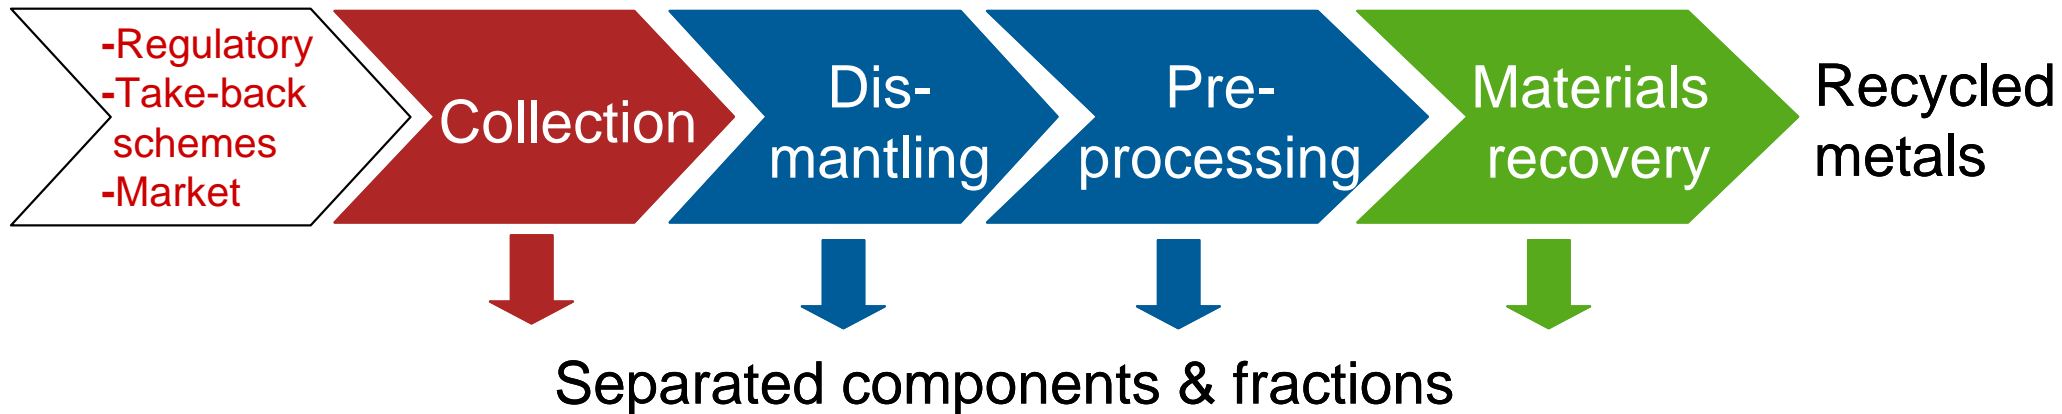 -Regulatory
-Take-back
schemes
-Market
Collection
Dis-
mantling
Pre-
processing
Materials
recovery
Recycled
metals
Separated components & fractions